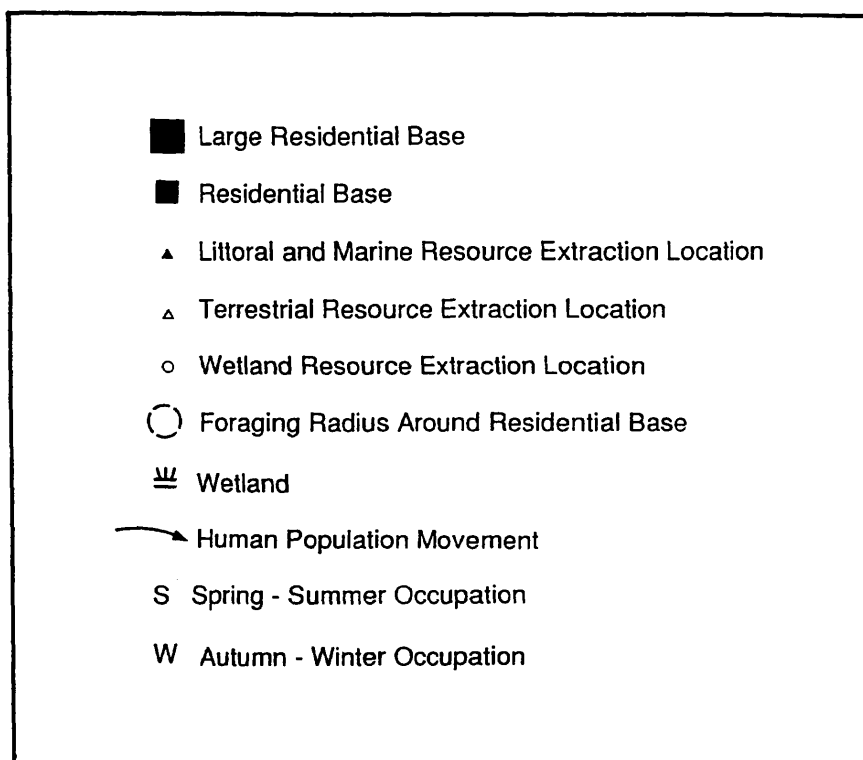 Large Residential Base
Residential Base
Littoral and Marine Resource Extraction Location
Terrestrial Resource Extraction Location
Wetland Resource Extraction Location
Foraging Radius Around Residential Base
Wetland
Human Population Movement
S Spring - Summer Occupation
W Autumn - Winter Occupation